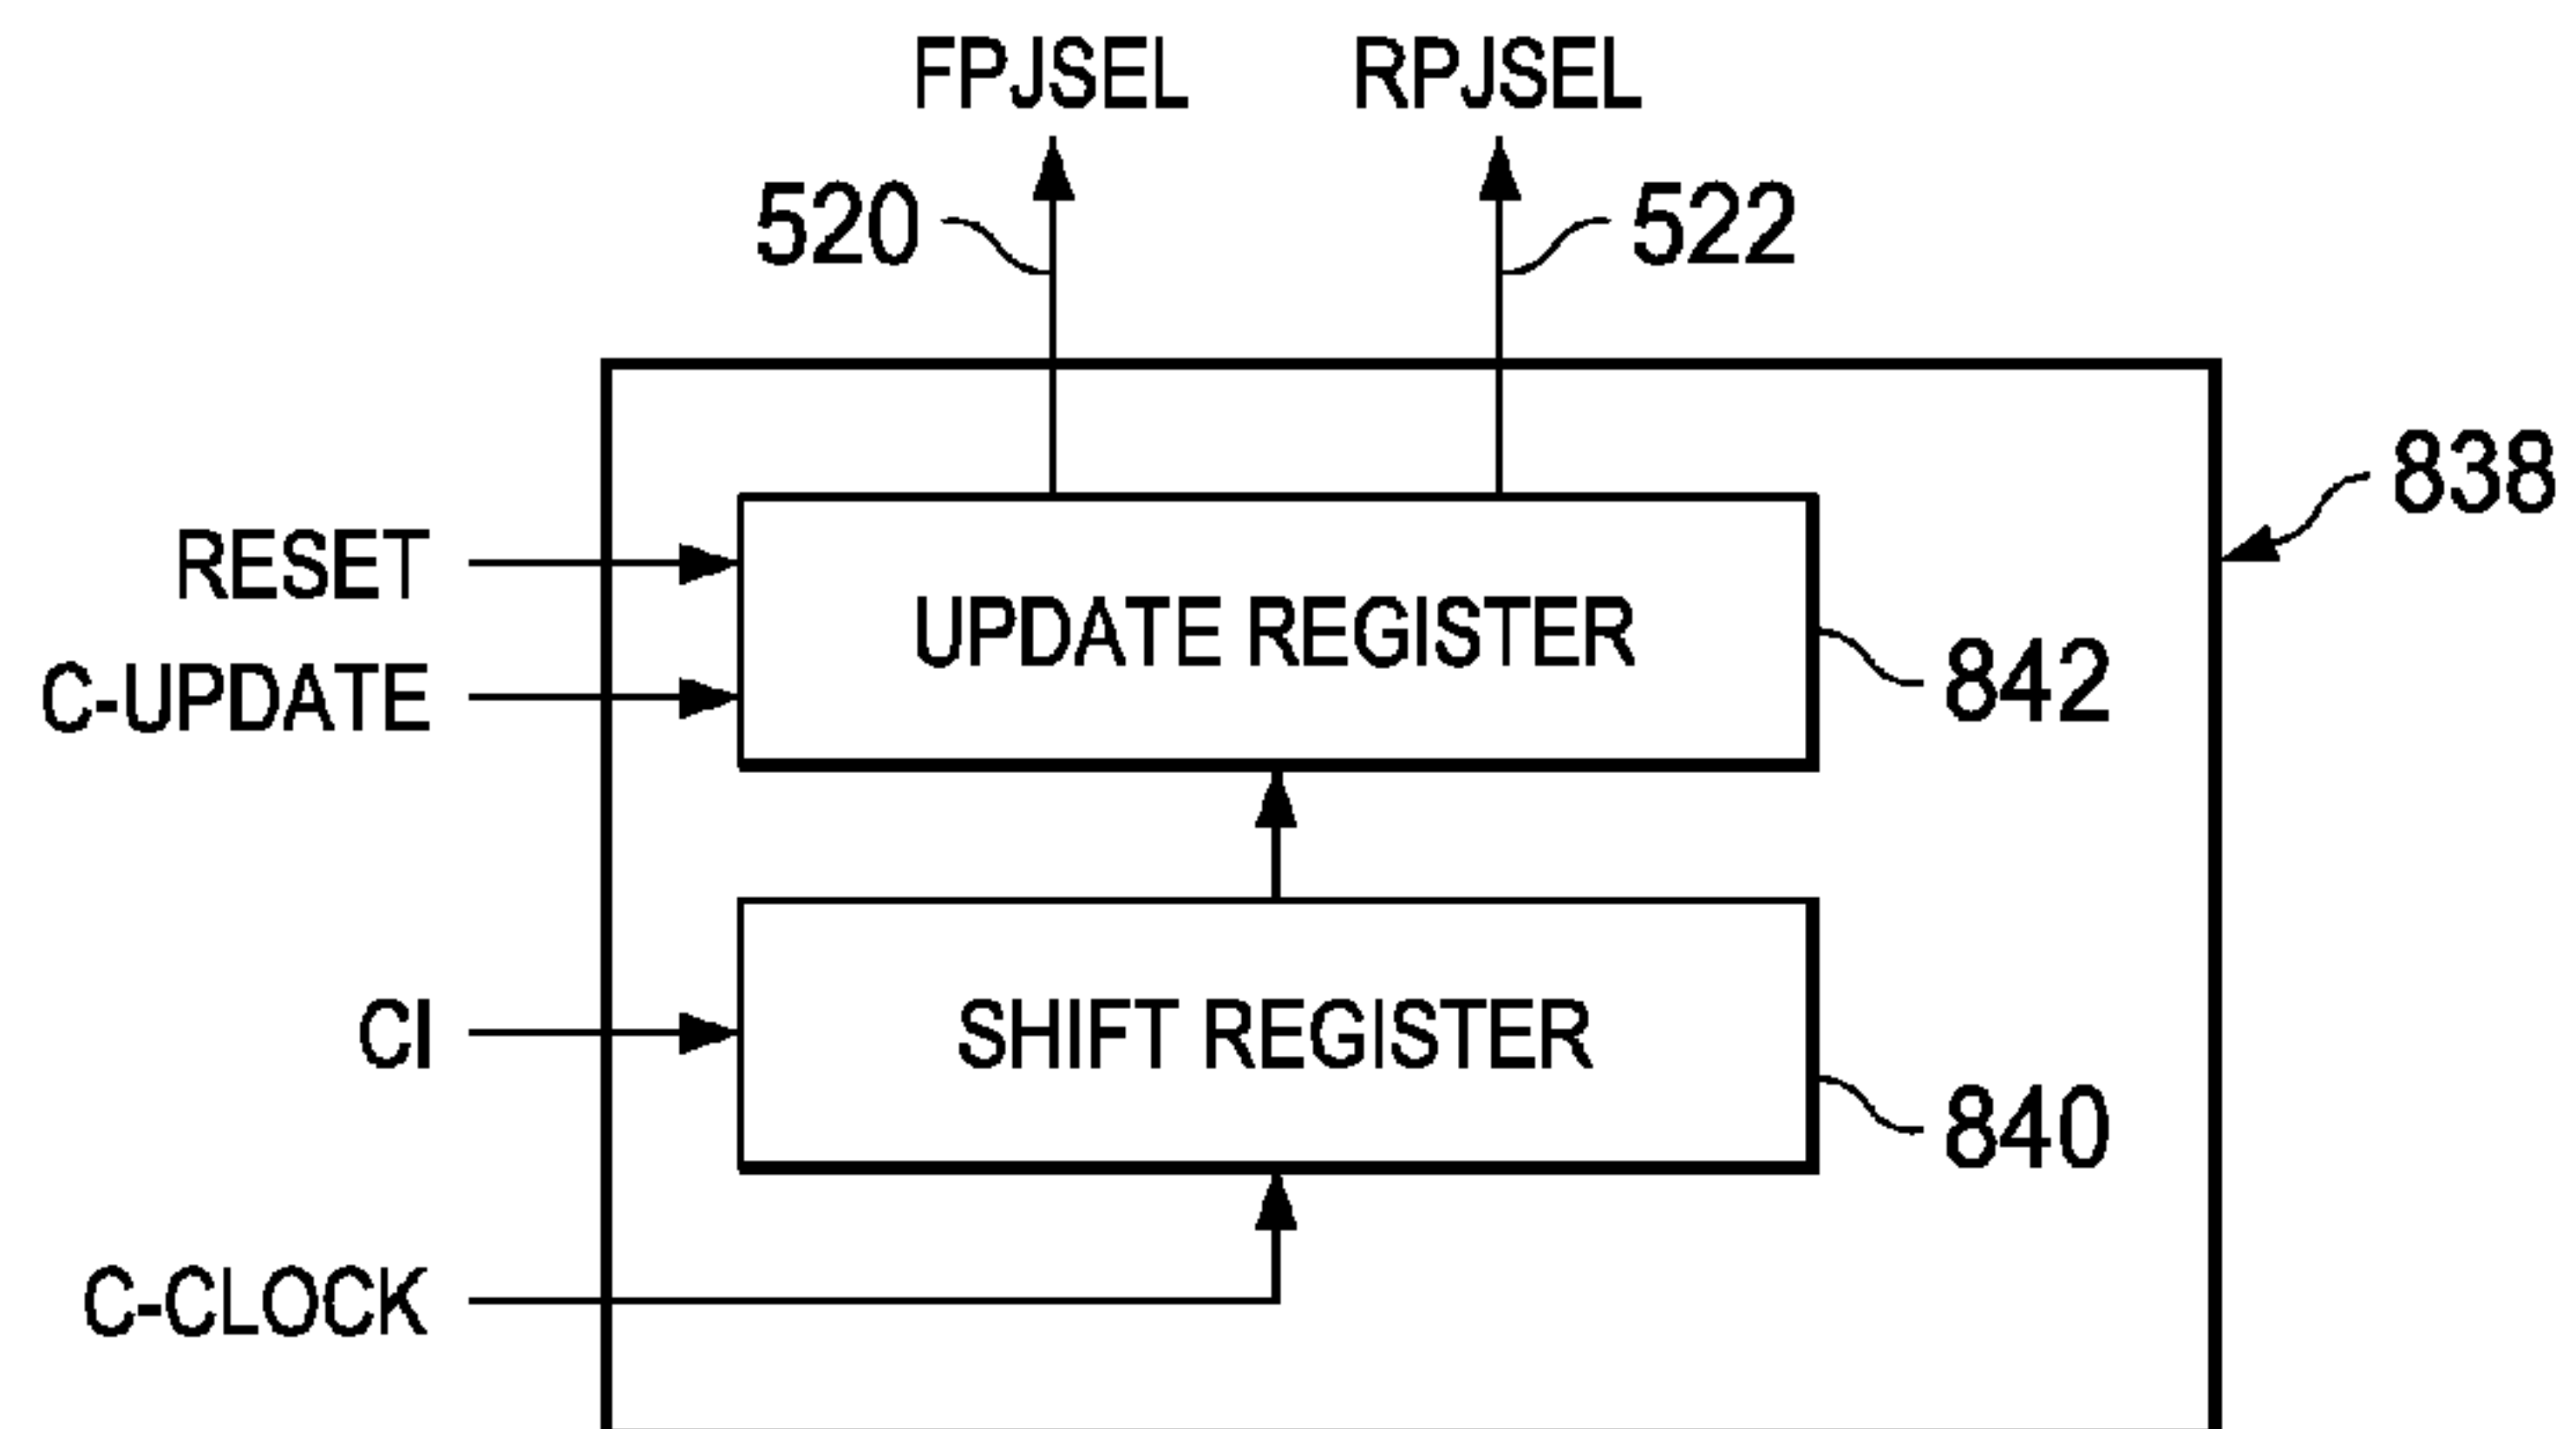 FPJSEL RPJSEL
520 522
838
RESET
UPDATE REGISTER
C-UPDATE
842
CI
SHIFT REGISTER
840
C-CLOCK